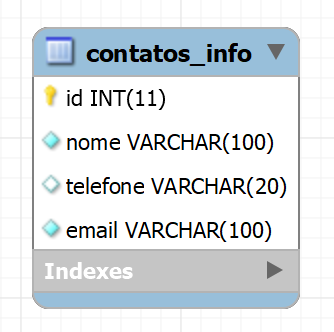 contatos_info
id INT(11)
nome VARCHAR(100)
telefone VARCHAR(20)
email VARCHAR(100)
Indexes